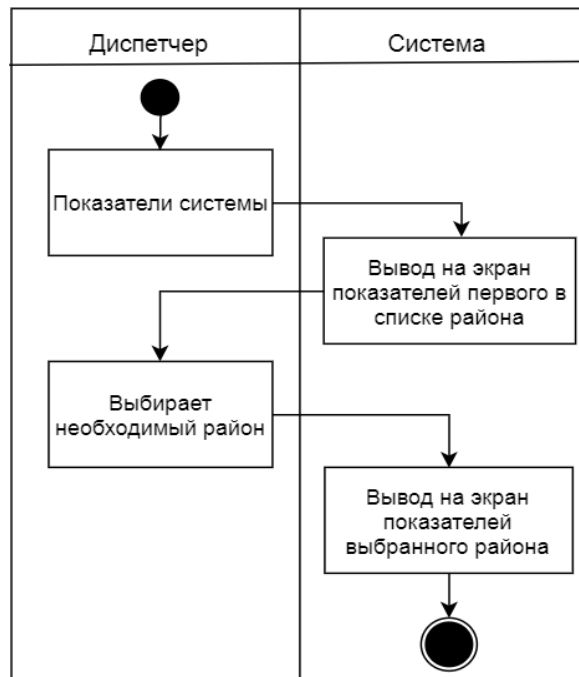 Диспетчер
Система
Показатели системы
Вывод на экран
показателей первого в
списке района
Выбирает
необходимый район
Вывод на экран
показателей
выбранного района